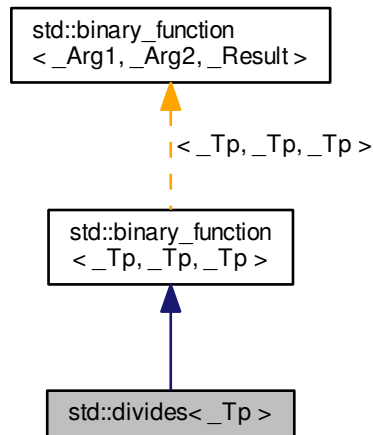 std::binary_function
< _Arg1, _Arg2, _Result >
< _Tp, _Tp, _Tp >
std::binary_function
< _Tp, _Tp, _Tp >
std::divides< _Tp >